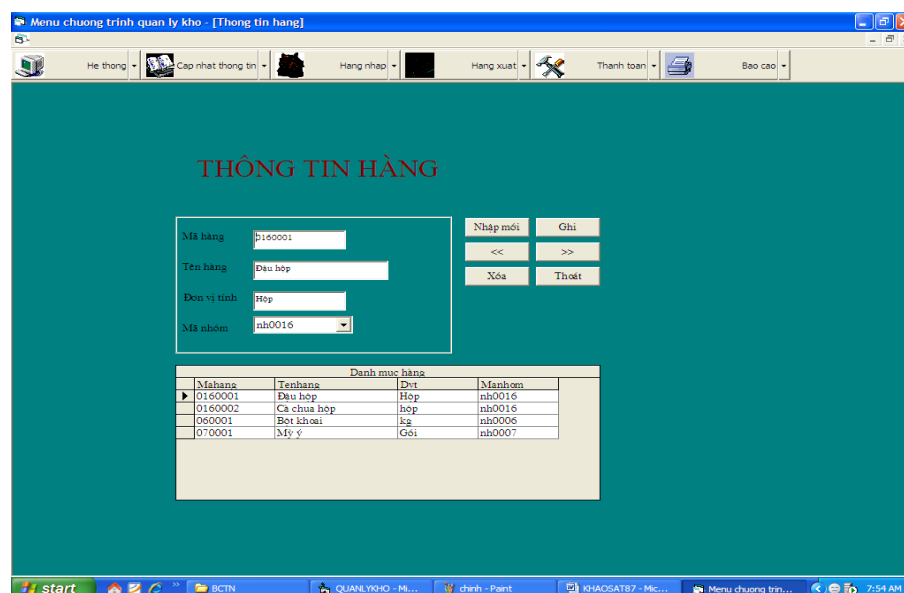 Menu chuong trinh quan ly kho - [Thong tin hang]
He thong Cap nhat thong tin Hang nhap Hang xuat Thanh toan Bao cao
THÔNG TIN HÀNG
Mã hàng 0160001
Tên hàng Đậu hộp
Đơn vị tính Hộp
Mã nhóm nh0016
Nhập mới Ghi
<< >>
Xóa Thoát
Danh muc hàng
Mahang Tenhang Dvt Manhom
0160001 Đậu hộp Hộp nh0016
0160002 Cà chua hộp hộp nh0016
060001 Bột khoai kg nh0006
070001 Mỳ ý Gói nh0007
start BCTN QUANLYKHO - Mi... chinh - Paint KHAOSAT87 - Mic... Menu chuong trin... 7:54 AM